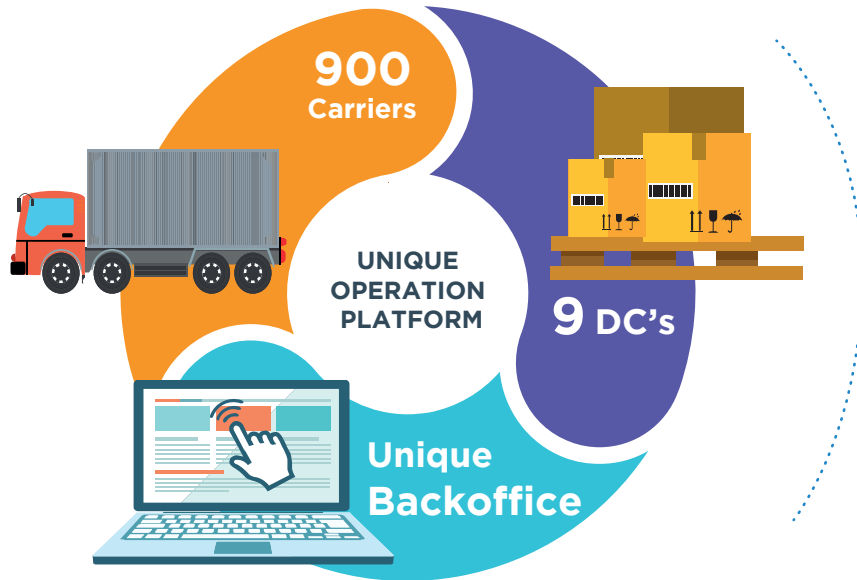 900
Carriers
UNIQUE
OPERATION
PLATFORM
9 DC’s
Unique
Backoffice